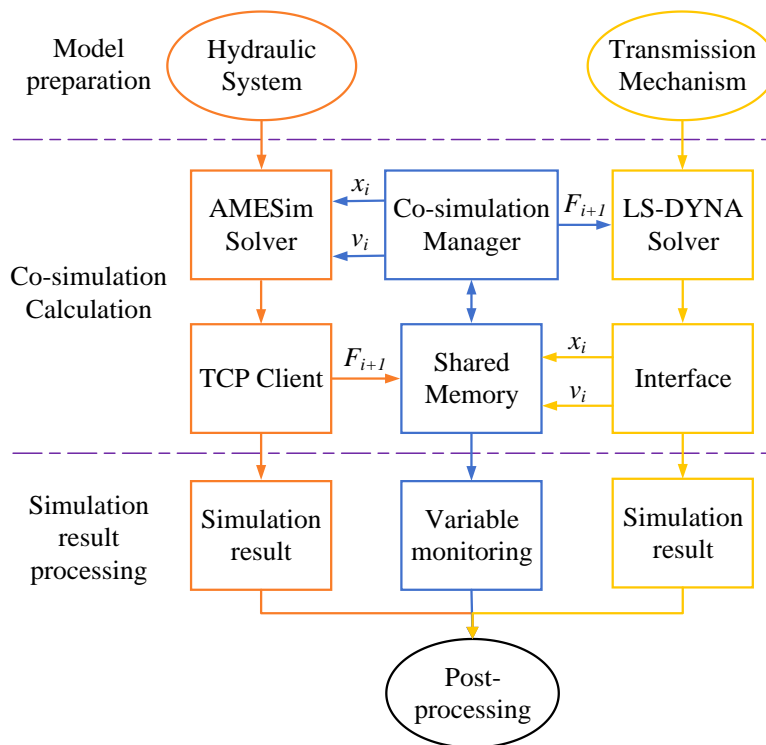 Model
preparation
Hydraulic
System
Transmission
Mechanism
Co-simulation
Calculation
AMESim
Solver
x_i
v_i
Co-simulation
Manager
F_{i+1}
LS-DYNA
Solver
TCP Client
F_{i+1}
Shared
Memory
x_i
v_i
Interface
Simulation
result
processing
Simulation
result
Variable
monitoring
Simulation
result
Post-
processing